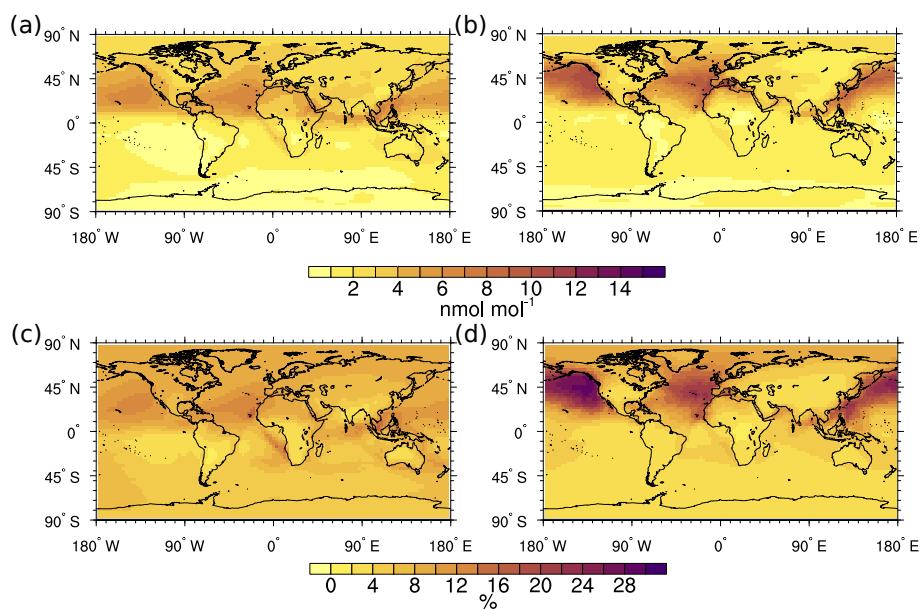 (a) (b)
90° N 90° N
45° N 45° N
0° 0°
45° S 45° S
90° S 90° S
180° W 90° W 0° 90° E 180° E 180° W 90° W 0° 90° E 180° E
2 4 6 8 10 12 14
nmol mol⁻¹
(c) (d)
90° N 90° N
45° N 45° N
0° 0°
45° S 45° S
90° S 90° S
180° W 90° W 0° 90° E 180° E 180° W 90° W 0° 90° E 180° E
0 4 8 12 16 20 24 28
%